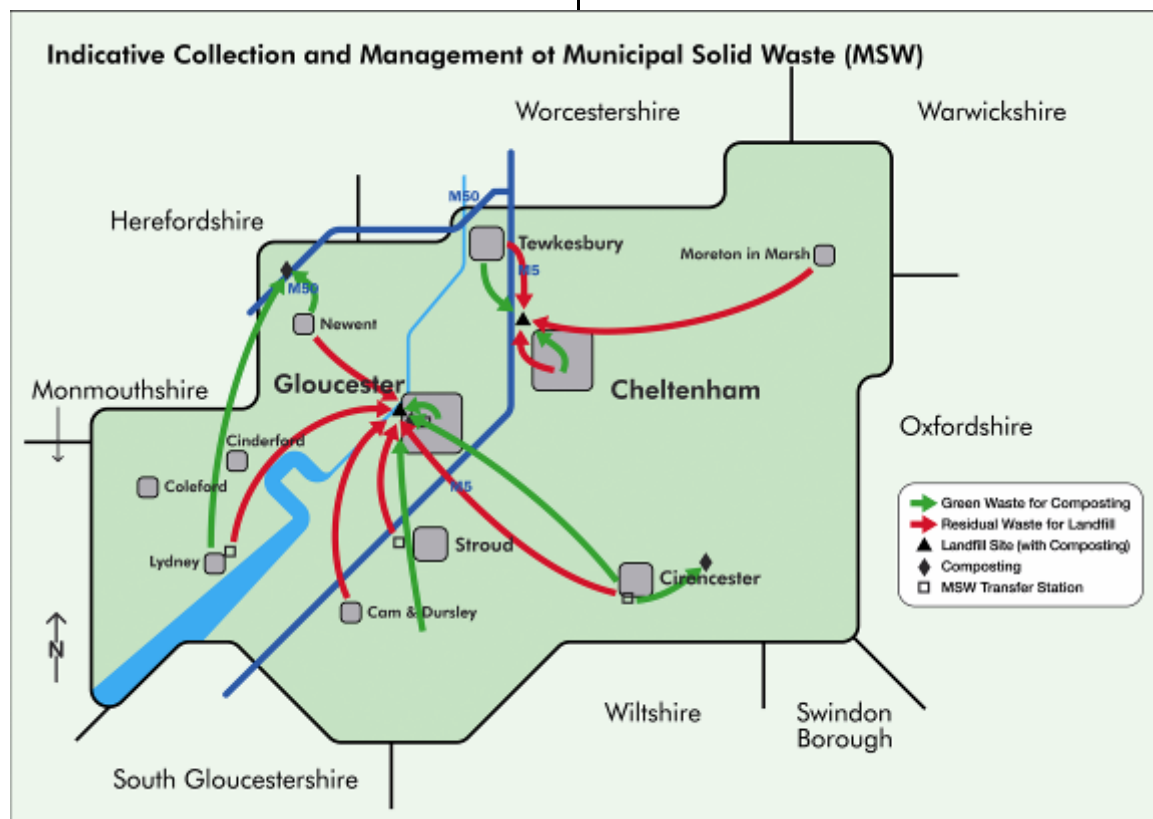 Indicative Collection and Management ot Municipal Solid Waste (MSW)
Worcestershire
Warwickshire
Herefordshire
M50
Tewkesbury
Moreton in Marsh
M5
M50
Newent
Gloucester
Cheltenham
Monmouthshire
Oxfordshire
Cinderford
Coleford
M5
Green Waste for Composting
Residual Waste for Landfill
Landfill Site (with Composting)
Composting
MSW Transfer Station
Stroud
Lydney
Cirencester
Cam & Dursley
N
Wiltshire
Swindon
Borough
South Gloucestershire